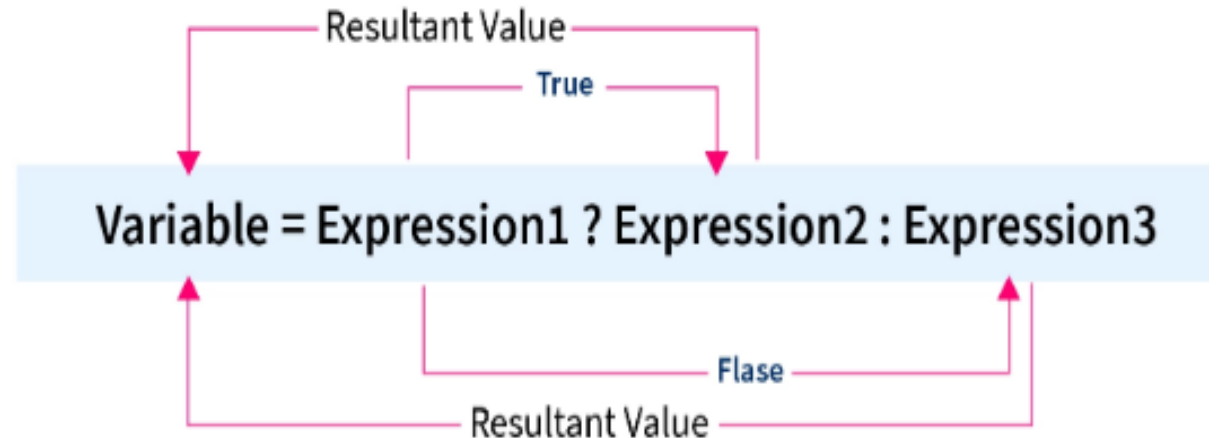 Resultant Value
True
Variable = Expression1 ? Expression2 : Expression3
Flase
Resultant Value